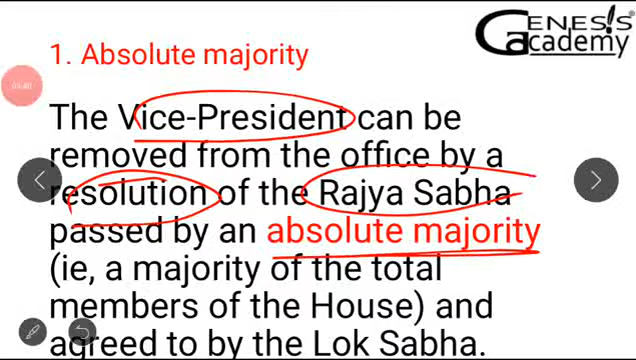 GENES!S
academy
1. Absolute majority
The Vice-President can be
removed from the office by a
resolution of the Rajya Sabha
passed by an absolute majority
(ie, a majority of the total
members of the House) and
agreed to by the Lok Sabha.